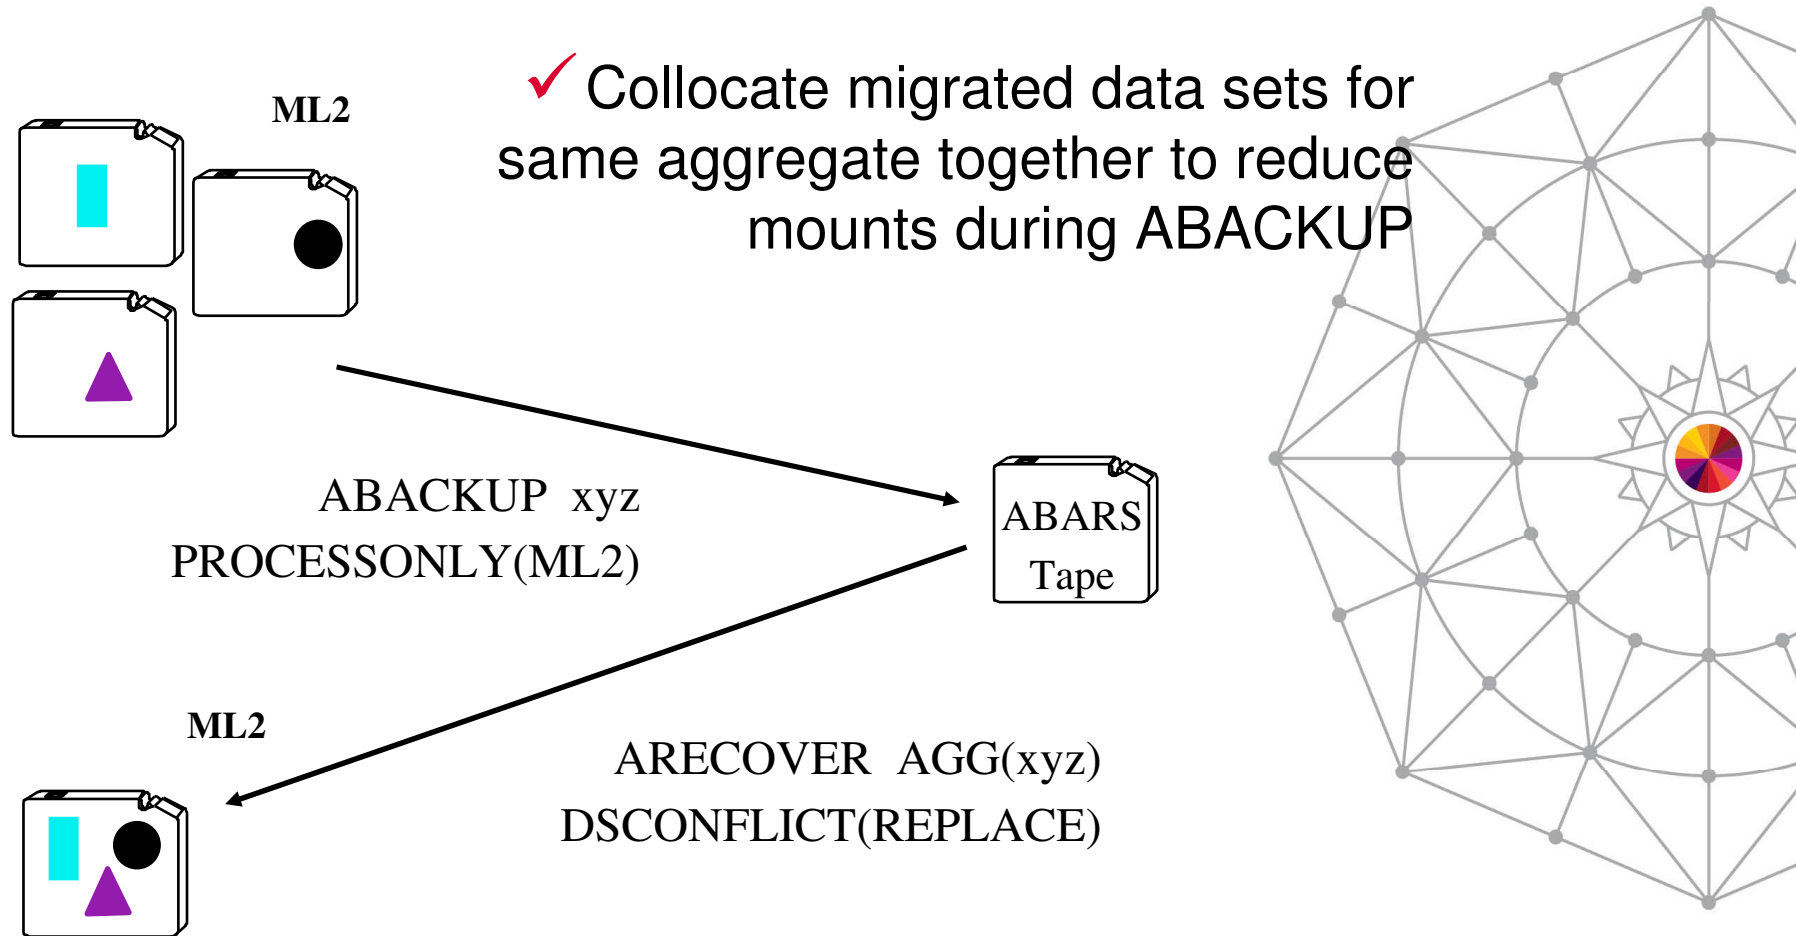 ML2
Collocate migrated data sets for
same aggregate together to reduce
mounts during ABACKUP
ABACKUP xyz
PROCESSONLY(ML2)
ABARS
Tape
ML2
ARECOVER AGG(xyz)
DSCONFLICT(REPLACE)